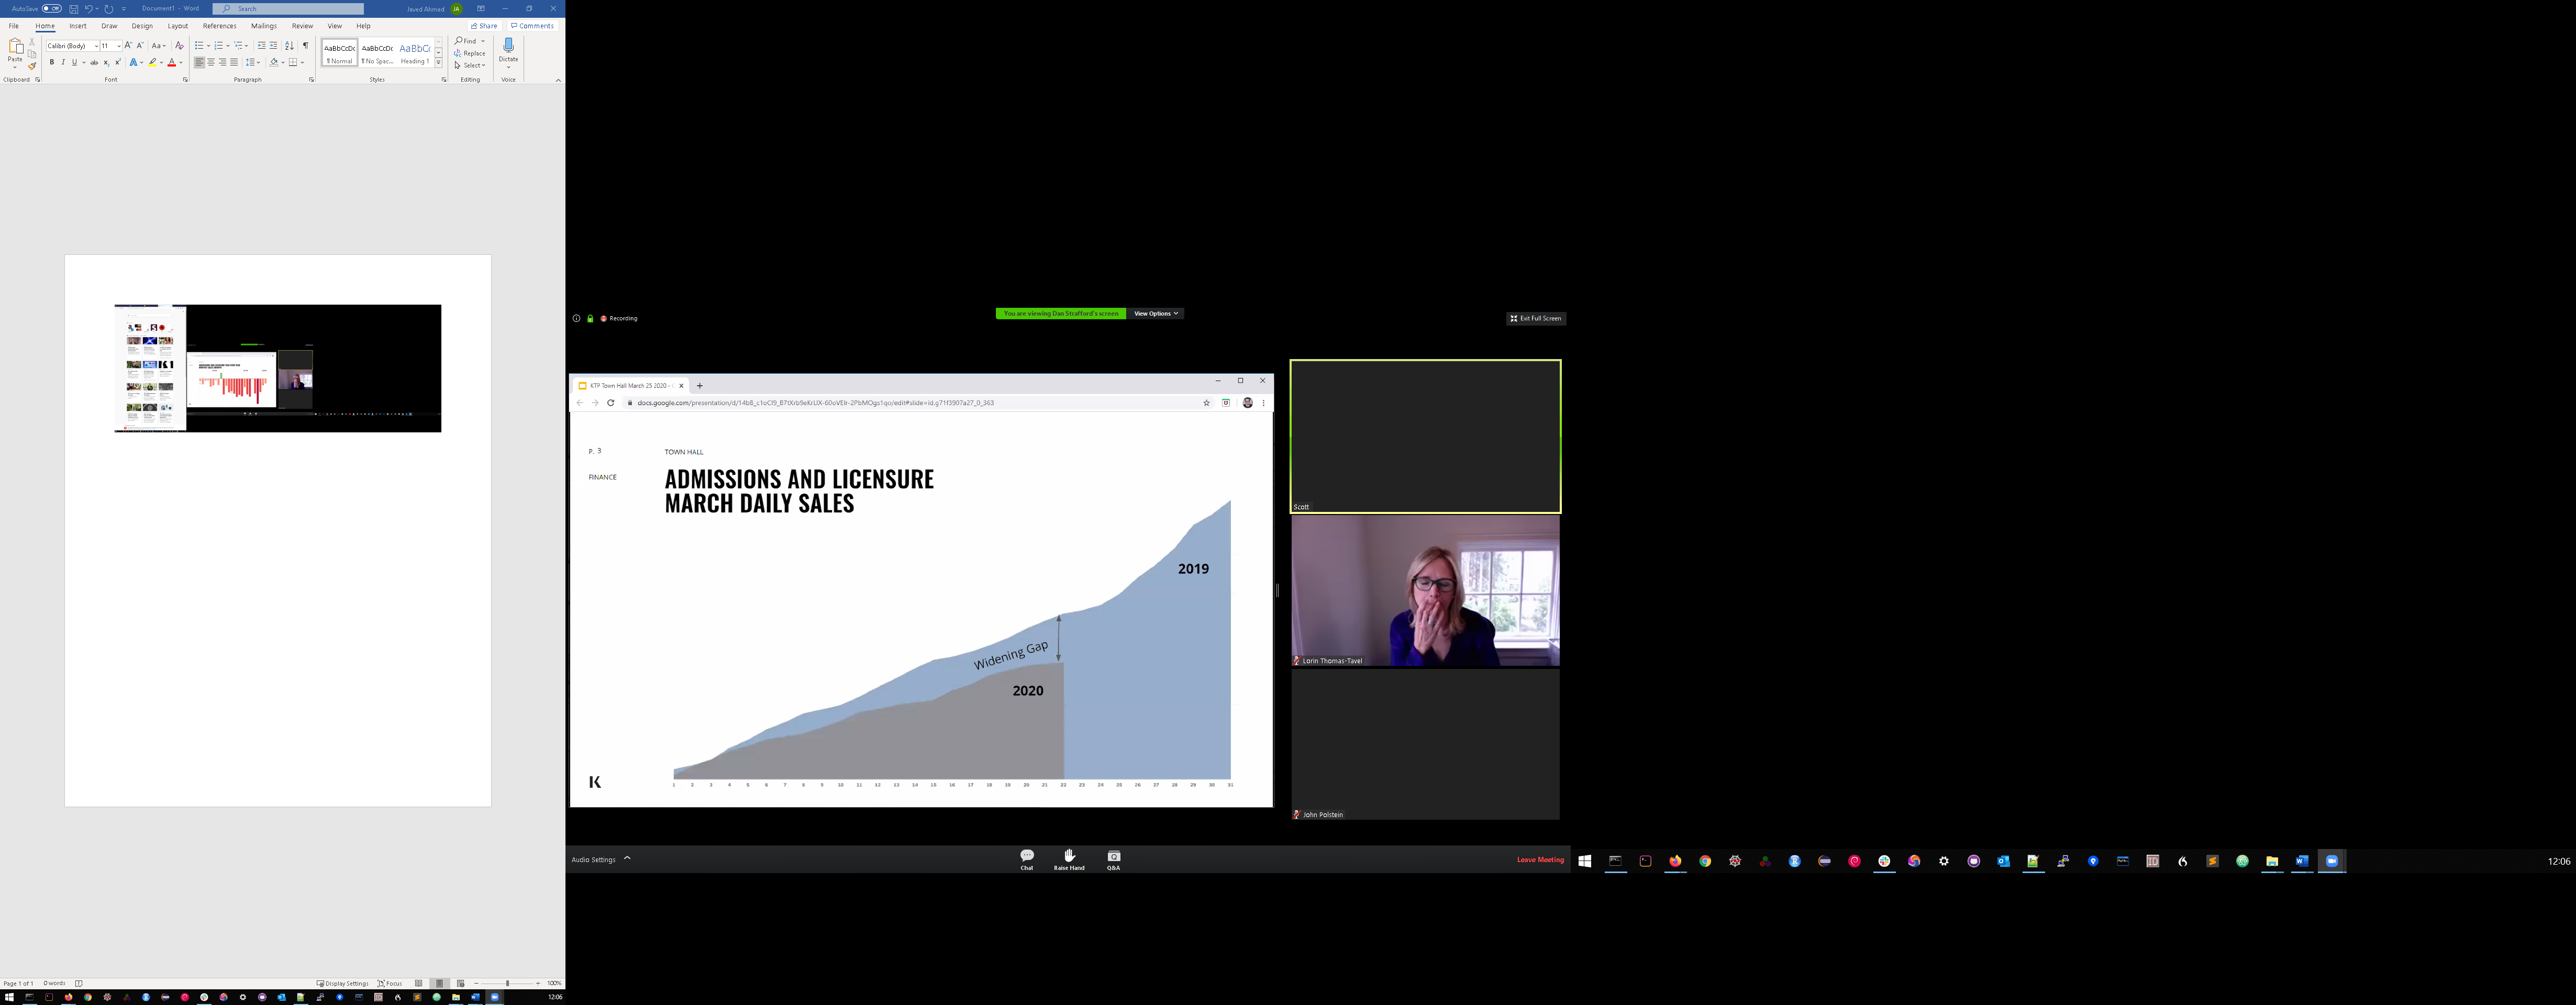 AutoSave Off
Document1 - Word
Search
Javed Ahmed JA
File Home Insert Draw Design Layout References Mailings Review View Help
Share Comments
Paste
Calibri (Body) 11
Aa
AaBbCcDc AaBbCcDc AaBbC
¶ Normal ¶ No Spac... Heading 1
Find
Replace
Select
Dictate
Clipboard Font Paragraph Styles Editing Voice
Page 1 of 1 0 words
Display Settings Focus 100%
12:06
Recording
You are viewing Dan Strafford's screen View Options
Exit Full Screen
KTP Town Hall March 25 2020 -
P. 3 TOWN HALL
FINANCE
ADMISSIONS AND LICENSURE
MARCH DAILY SALES
2019
Widening Gap
2020
K
1 2 3 4 5 6 7 8 9 10 11 12 13 14 15 16 17 18 19 20 21 22 23 24 25 26 27 28 29 30 31
Scott
Lorin Thomas-Tavel
John Polstein
Audio Settings
Chat Raise Hand Q&A
Leave Meeting
12:06